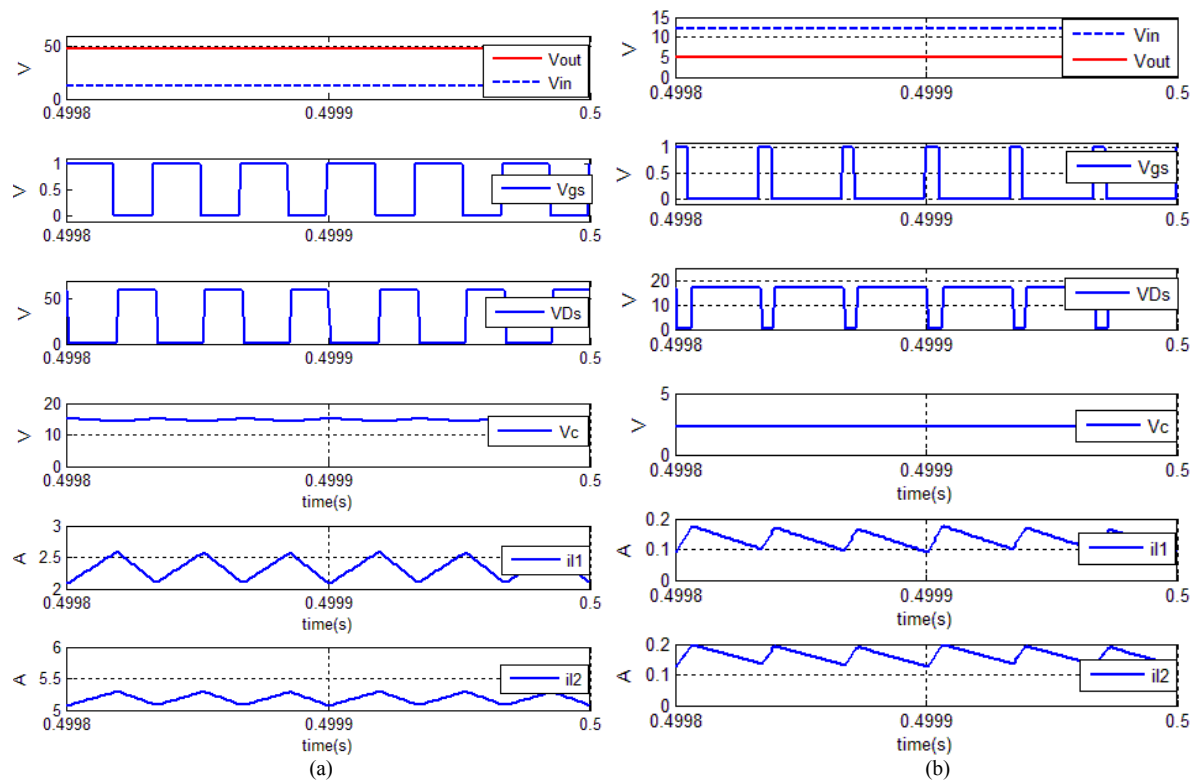 50
V
0
Vout
Vin
0.4998
0.4999
0.5
1
V
0.5
0
Vgs
0.4998
0.4999
0.5
50
V
0
VDs
0.4998
0.4999
0.5
20
V
10
0
Vc
0.4998
0.4999
0.5
time(s)
3
A
2.5
2
il1
0.4998
0.4999
0.5
time(s)
6
A
5.5
5
il2
0.4998
0.4999
0.5
time(s)
(a)
15
10
V
5
0
Vin
Vout
0.4998
0.4999
0.5
1
V
0.5
0
Vgs
0.4998
0.4999
0.5
20
V
10
0
VDs
0.4998
0.4999
0.5
5
V
0
Vc
0.4998
0.4999
0.5
time(s)
0.2
A
0.1
0
il1
0.4998
0.4999
0.5
time(s)
0.2
A
0.1
0
il2
0.4998
0.4999
0.5
time(s)
(b)